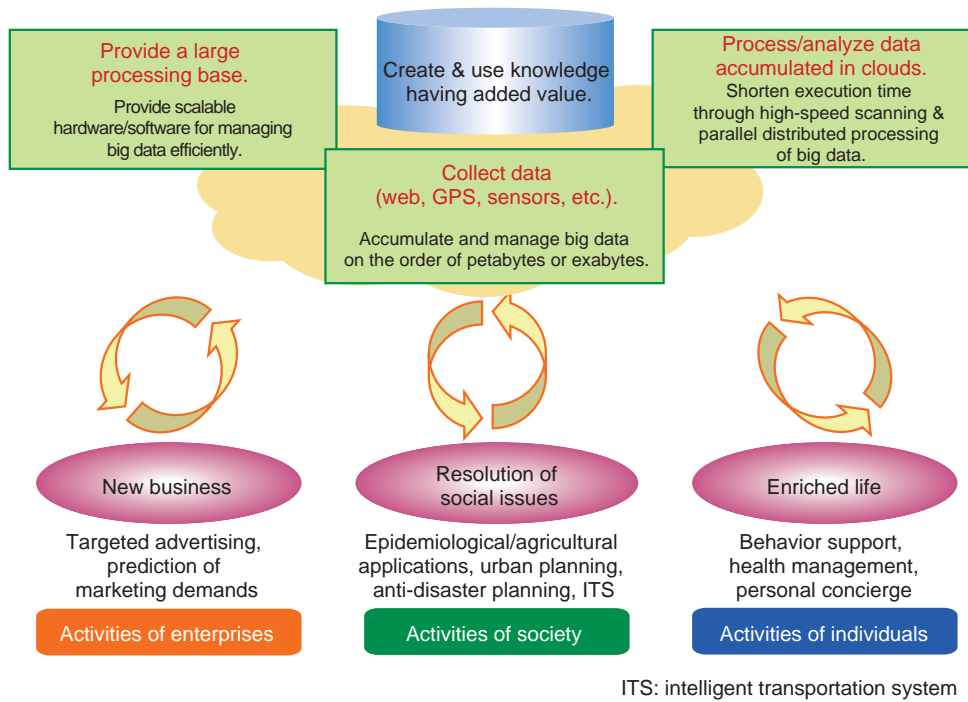 Provide a large
processing base.
Provide scalable
hardware/software for managing
big data efficiently.
Create & use knowledge
having added value.
Process/analyze data
accumulated in clouds.
Shorten execution time
through high-speed scanning &
parallel distributed processing
of big data.
Collect data
(web, GPS, sensors, etc.).
Accumulate and manage big data
on the order of petabytes or exabytes.
New business
Targeted advertising,
prediction of
marketing demands
Activities of enterprises
Resolution of
social issues
Epidemiological/agricultural
applications, urban planning,
anti-disaster planning, ITS
Activities of society
Enriched life
Behavior support,
health management,
personal concierge
Activities of individuals
ITS: intelligent transportation system